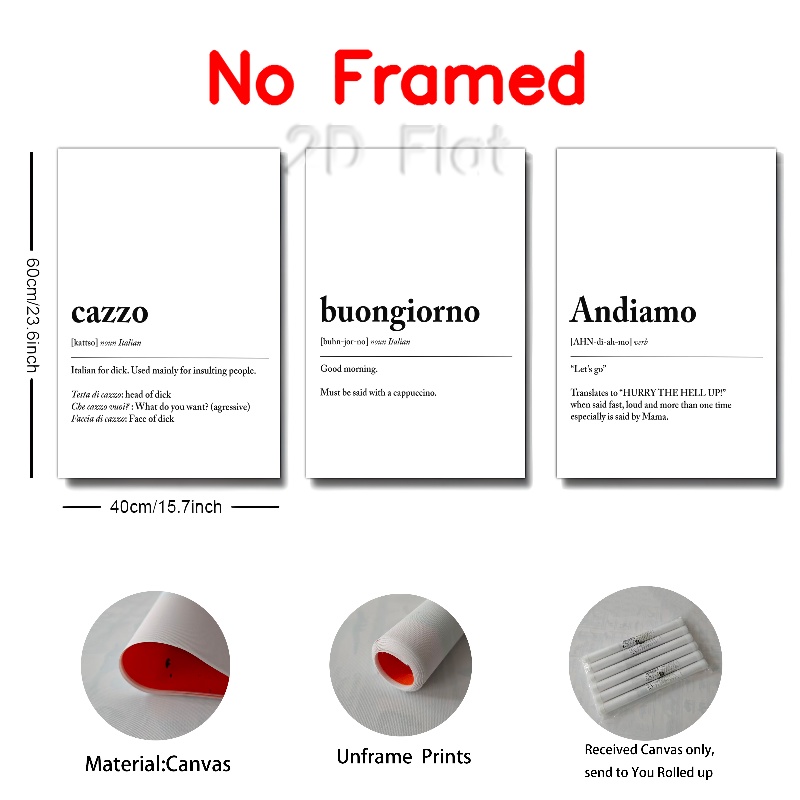 No Framed
2D Flat
60cm/23.6inch
40cm/15.7inch
cazzo
[kattso] noun Italian
Italian for dick. Used mainly for insulting people.
Testa di cazzo: head of dick
Che cazzo vuoi? : What do you want? (agressive)
Faccia di cazzo: Face of dick
buongiorno
[buhn-jor-no] noun Italian
Good morning.
Must be said with a cappuccino.
Andiamo
[AHN-di-ah-mo] verb
“Let’s go”
Translates to “HURRY THE HELL UP!”
when said fast, loud and more than one time
especially is said by Mama.
Material:Canvas
Unframe Prints
Received Canvas only,
send to You Rolled up